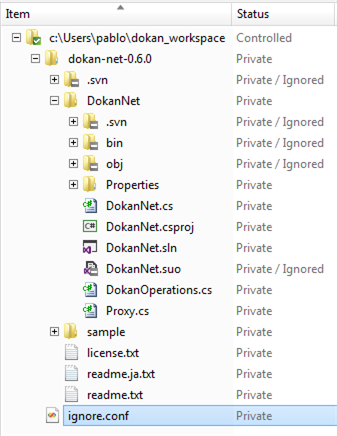 Item Status
c:\Users\pablo\dokan_workspace Controlled
dokan-net-0.6.0 Private
.svn Private / Ignored
DokanNet Private
.svn Private / Ignored
bin Private / Ignored
obj Private / Ignored
Properties Private
DokanNet.cs Private
C# DokanNet.csproj Private
DokanNet.sln Private
DokanNet.suo Private / Ignored
DokanOperations.cs Private
Proxy.cs Private
sample Private
license.txt Private
readme.ja.txt Private
readme.txt Private
ignore.conf Private